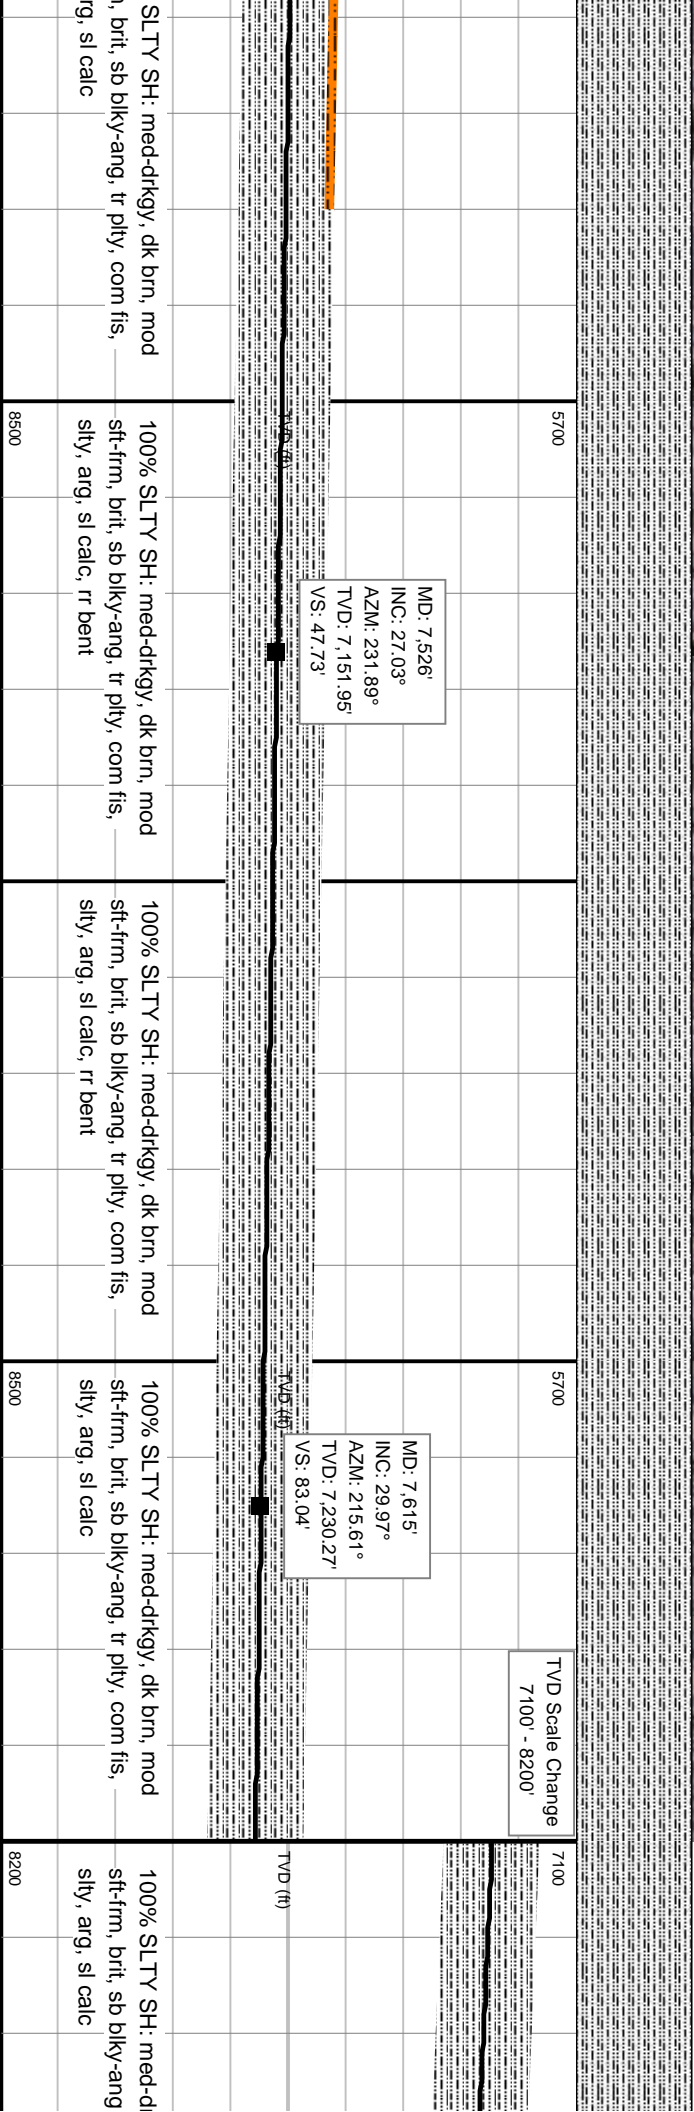 SLTY SH: med-drkgy, dk brn, mod
, brit, sb blky-ang, tr plty, com fis,
rg, sl calc
5700
TVD (ft)
8500
100% SLTY SH: med-drkgy, dk brn, mod
sft-frm, brit, sb blky-ang, tr plty, com fis,
slty, arg, sl calc, rr bent
MD: 7,526'
INC: 27.03°
AZM: 231.89°
TVD: 7,151.95'
VS: 47.73'
100% SLTY SH: med-drkgy, dk brn, mod
sft-frm, brit, sb blky-ang, tr plty, com fis,
slty, arg, sl calc, rr bent
5700
TVD (ft)
8500
100% SLTY SH: med-drkgy, dk brn, mod
sft-frm, brit, sb blky-ang, tr plty, com fis,
slty, arg, sl calc
MD: 7,615'
INC: 29.97°
AZM: 215.61°
TVD: 7,230.27'
VS: 83.04'
TVD Scale Change
7100' - 8200'
7100
TVD (ft)
8200
100% SLTY SH: med-d
sft-frm, brit, sb blky-ang
slty, arg, sl calc